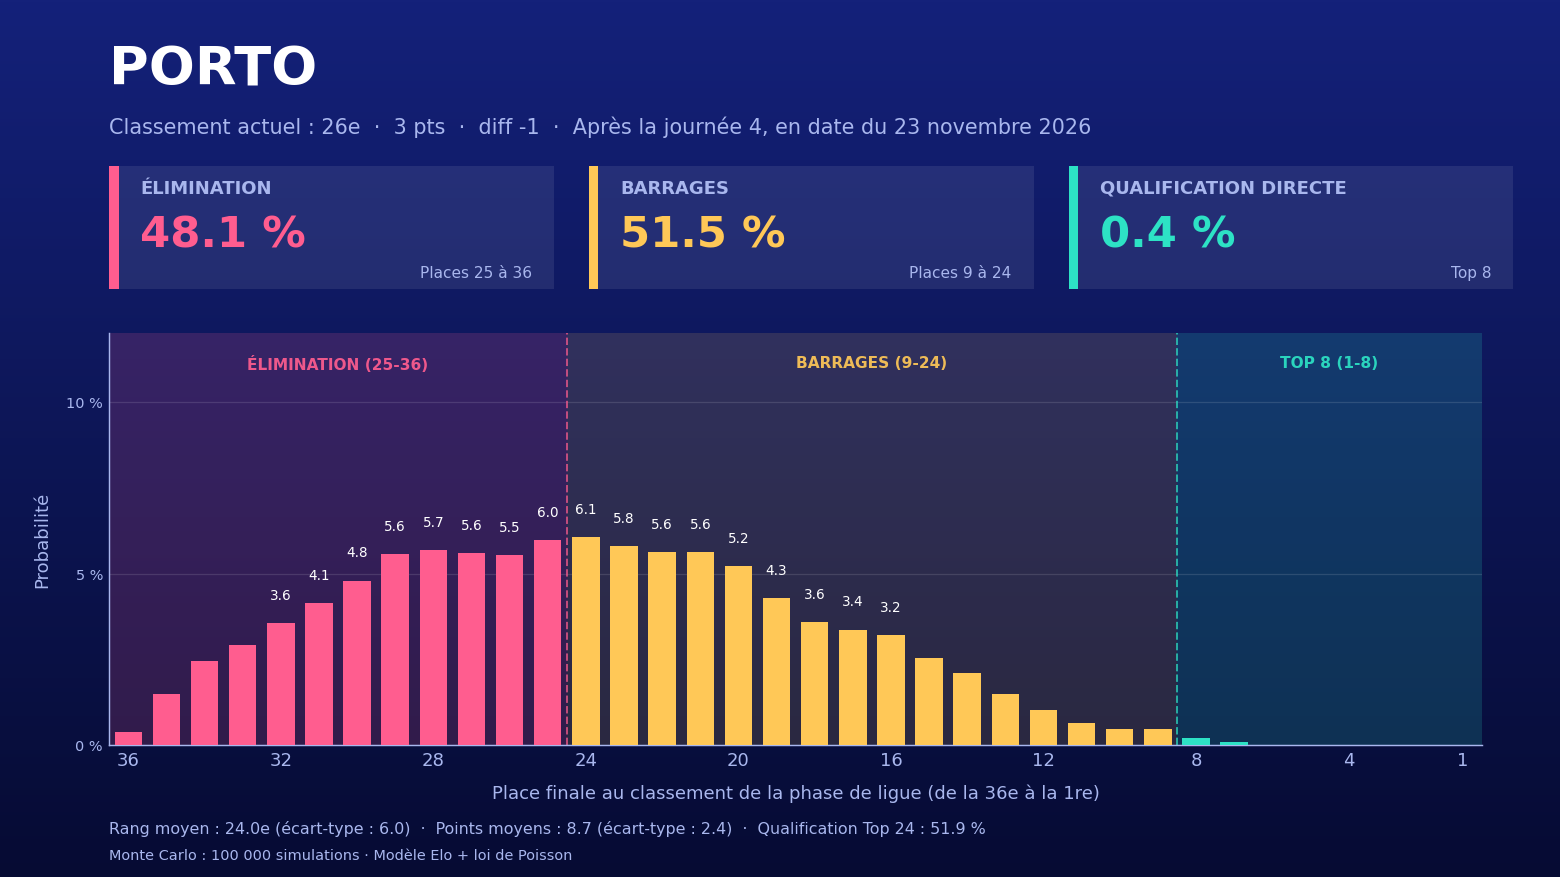 PORTO
Classement actuel : 26e · 3 pts · diff -1 · Après la journée 4, en date du 23 novembre 2026
ÉLIMINATION
48.1 %
Places 25 à 36
BARRAGES
51.5 %
Places 9 à 24
QUALIFICATION DIRECTE
0.4 %
Top 8
ÉLIMINATION (25-36)
BARRAGES (9-24)
TOP 8 (1-8)
Probabilité
10 %
5 %
0 %
3.6 4.1 4.8 5.6 5.7 5.6 5.5 6.0 6.1 5.8 5.6 5.6 5.2 4.3 3.6 3.4 3.2
36 32 28 24 20 16 12 8 4 1
Place finale au classement de la phase de ligue (de la 36e à la 1re)
Rang moyen : 24.0e (écart-type : 6.0) · Points moyens : 8.7 (écart-type : 2.4) · Qualification Top 24 : 51.9 %
Monte Carlo : 100 000 simulations · Modèle Elo + loi de Poisson